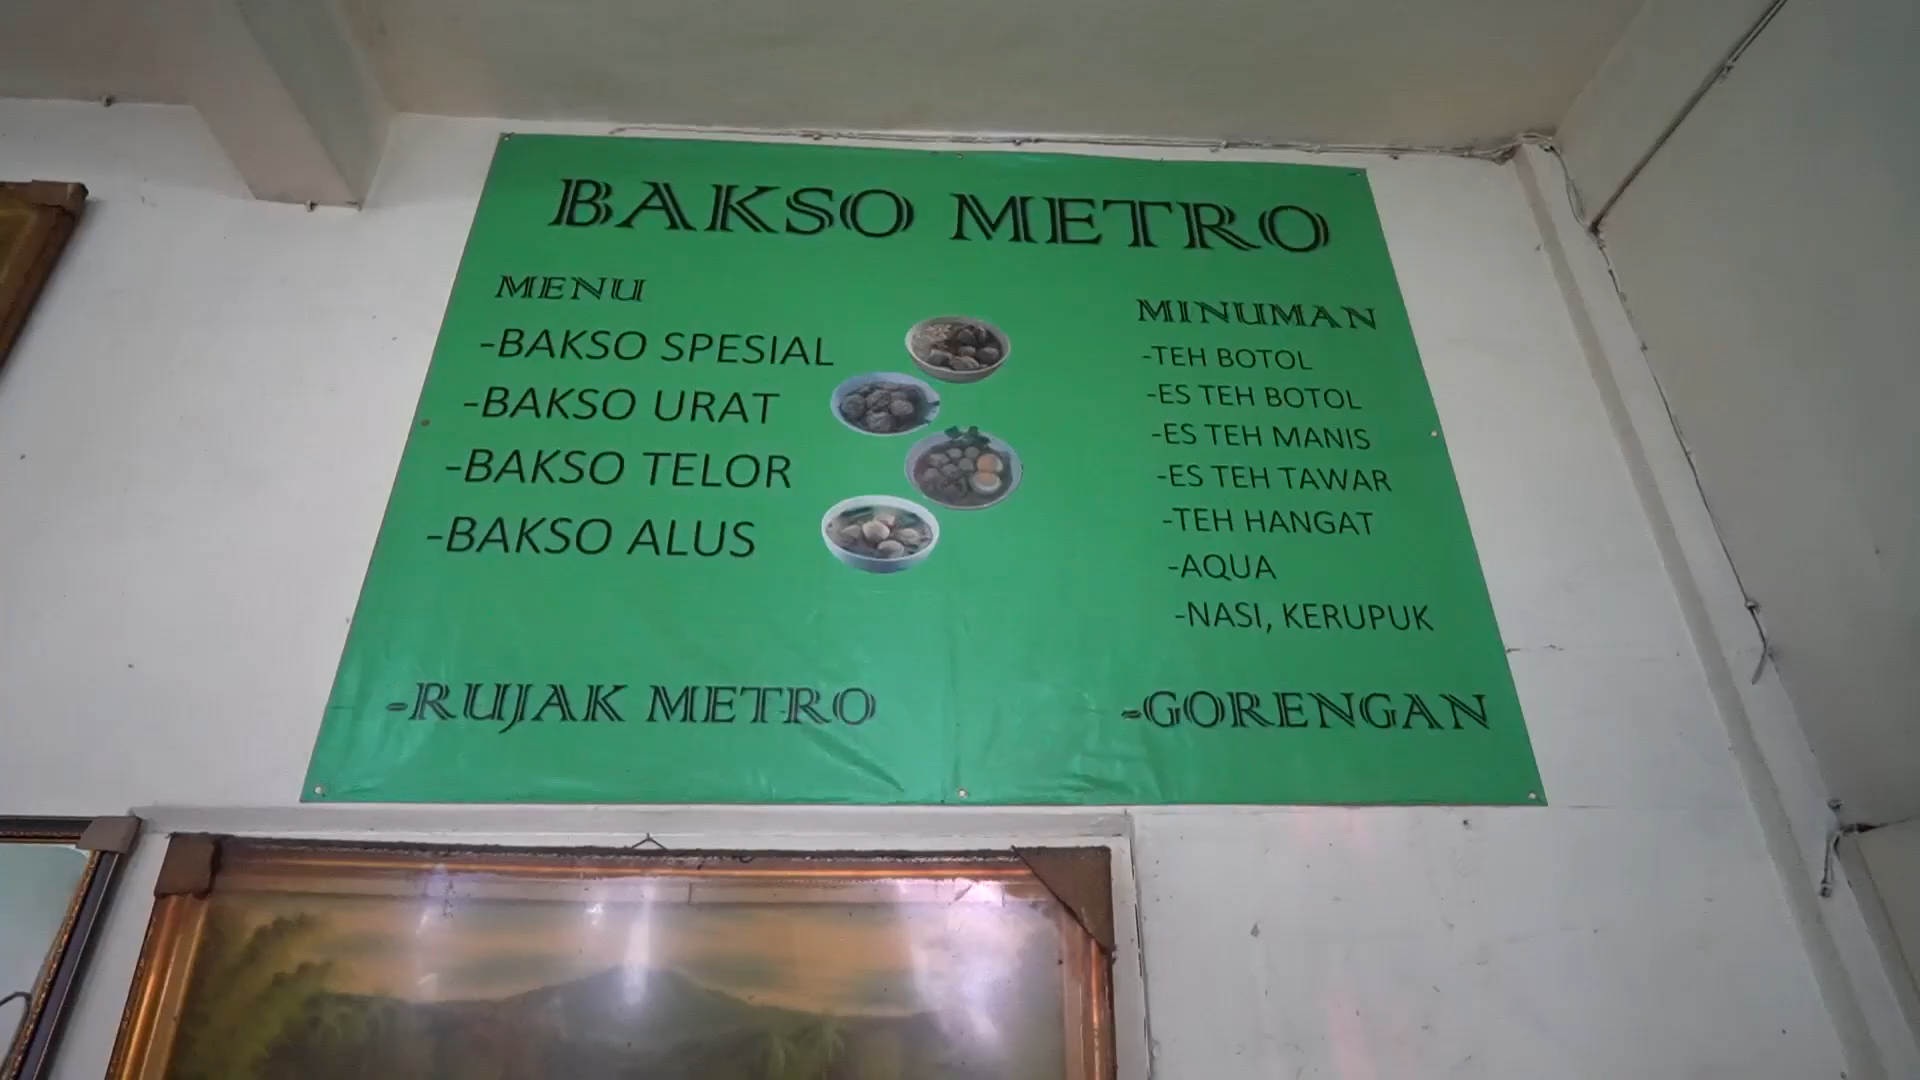 BAKSO METRO
MENU
-BAKSO SPESIAL
-BAKSO URAT
-BAKSO TELOR
-BAKSO ALUS
MINUMAN
-TEH BOTOL
-ES TEH BOTOL
-ES TEH MANIS
-ES TEH TAWAR
-TEH HANGAT
-AQUA
-NASI, KERUPUK
-RUJAK METRO
-GORENGAN